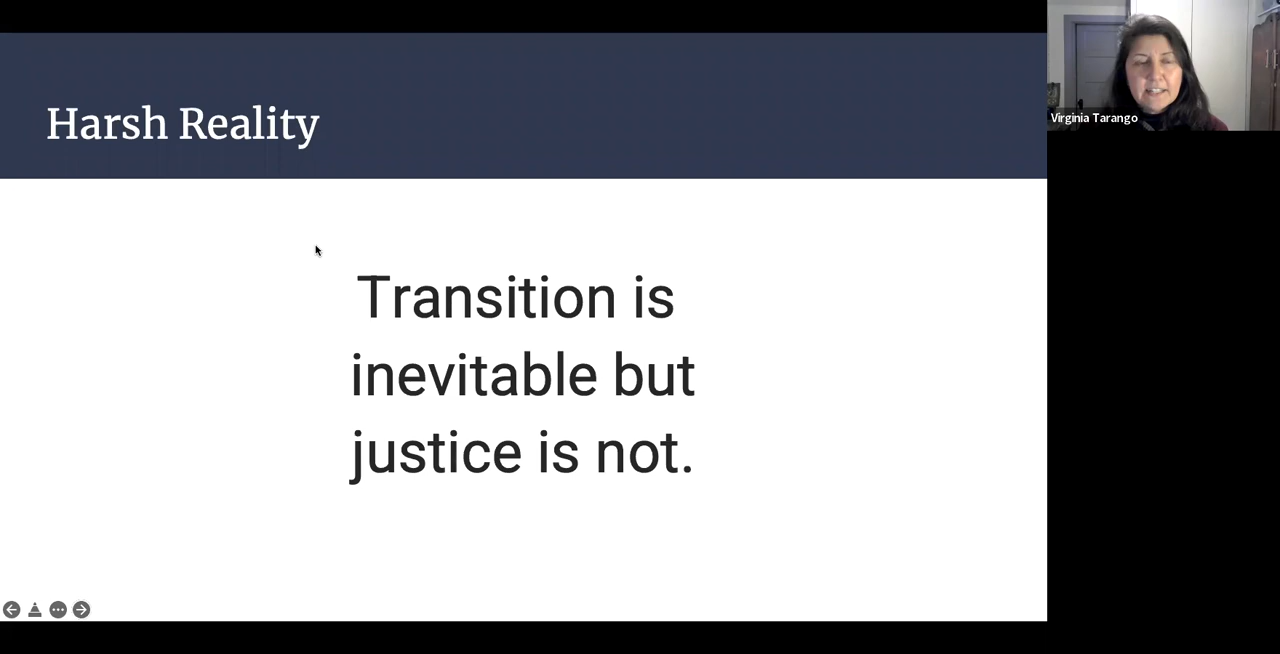 Harsh Reality
Virginia Tarango
Transition is
inevitable but
justice is not.